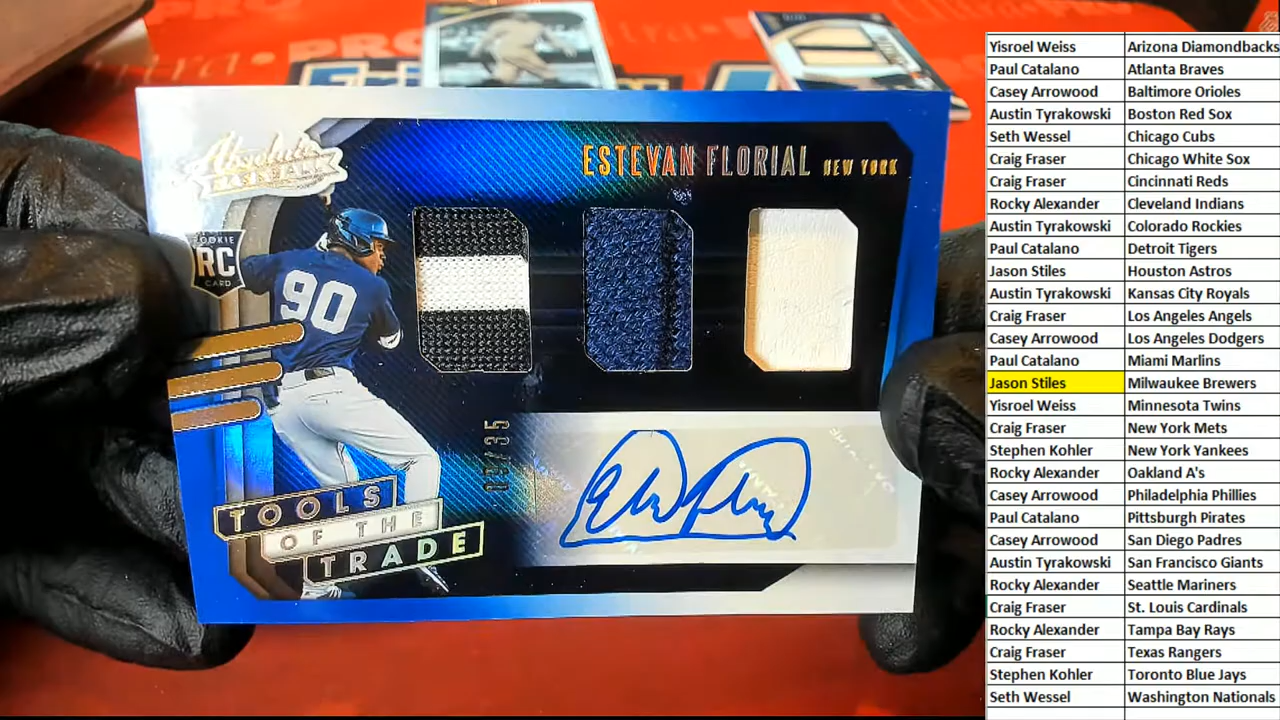 Absolute
BASEBALL
ESTEVAN FLORIAL NEW YORK
ROOKIE
RC
CARD
90
TOOLS
OF THE
TRADE
Yisroel Weiss Arizona Diamondbacks
Paul Catalano Atlanta Braves
Casey Arrowood Baltimore Orioles
Austin Tyrakowski Boston Red Sox
Seth Wessel Chicago Cubs
Craig Fraser Chicago White Sox
Craig Fraser Cincinnati Reds
Rocky Alexander Cleveland Indians
Austin Tyrakowski Colorado Rockies
Paul Catalano Detroit Tigers
Jason Stiles Houston Astros
Austin Tyrakowski Kansas City Royals
Craig Fraser Los Angeles Angels
Casey Arrowood Los Angeles Dodgers
Paul Catalano Miami Marlins
Jason Stiles Milwaukee Brewers
Yisroel Weiss Minnesota Twins
Craig Fraser New York Mets
Stephen Kohler New York Yankees
Rocky Alexander Oakland A's
Casey Arrowood Philadelphia Phillies
Paul Catalano Pittsburgh Pirates
Casey Arrowood San Diego Padres
Austin Tyrakowski San Francisco Giants
Rocky Alexander Seattle Mariners
Craig Fraser St. Louis Cardinals
Rocky Alexander Tampa Bay Rays
Craig Fraser Texas Rangers
Stephen Kohler Toronto Blue Jays
Seth Wessel Washington Nationals